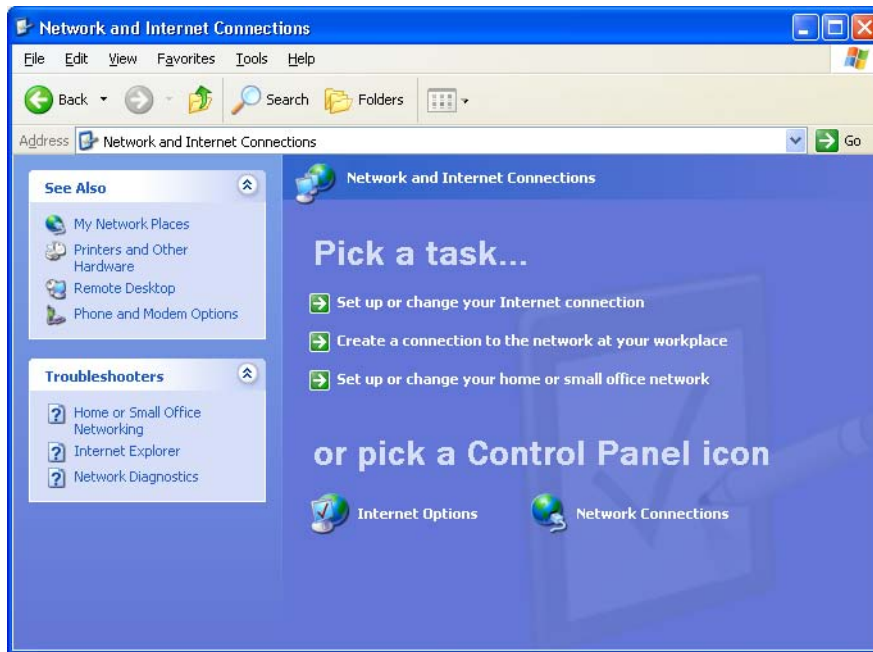 Network and Internet Connections
File Edit View Favorites Tools Help
Back Search Folders
Address Network and Internet Connections Go
See Also
My Network Places
Printers and Other
Hardware
Remote Desktop
Phone and Modem Options
Troubleshooters
Home or Small Office
Networking
Internet Explorer
Network Diagnostics
Network and Internet Connections
Pick a task...
Set up or change your Internet connection
Create a connection to the network at your workplace
Set up or change your home or small office network
or pick a Control Panel icon
Internet Options Network Connections